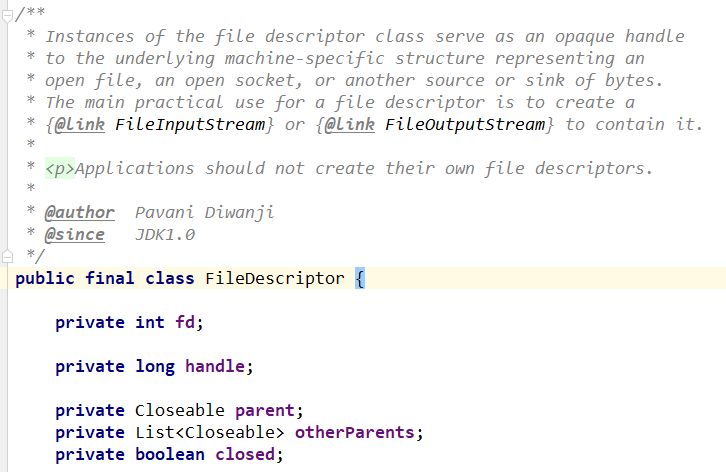 /**
 * Instances of the file descriptor class serve as an opaque handle
 * to the underlying machine-specific structure representing an
 * open file, an open socket, or another source or sink of bytes.
 * The main practical use for a file descriptor is to create a
 * {@link FileInputStream} or {@link FileOutputStream} to contain it.
 *
 * <p>Applications should not create their own file descriptors.
 *
 * @author  Pavani Diwanji
 * @since   JDK1.0
 */
public final class FileDescriptor {
    private int fd;
    private long handle;
    private Closeable parent;
    private List<Closeable> otherParents;
    private boolean closed;